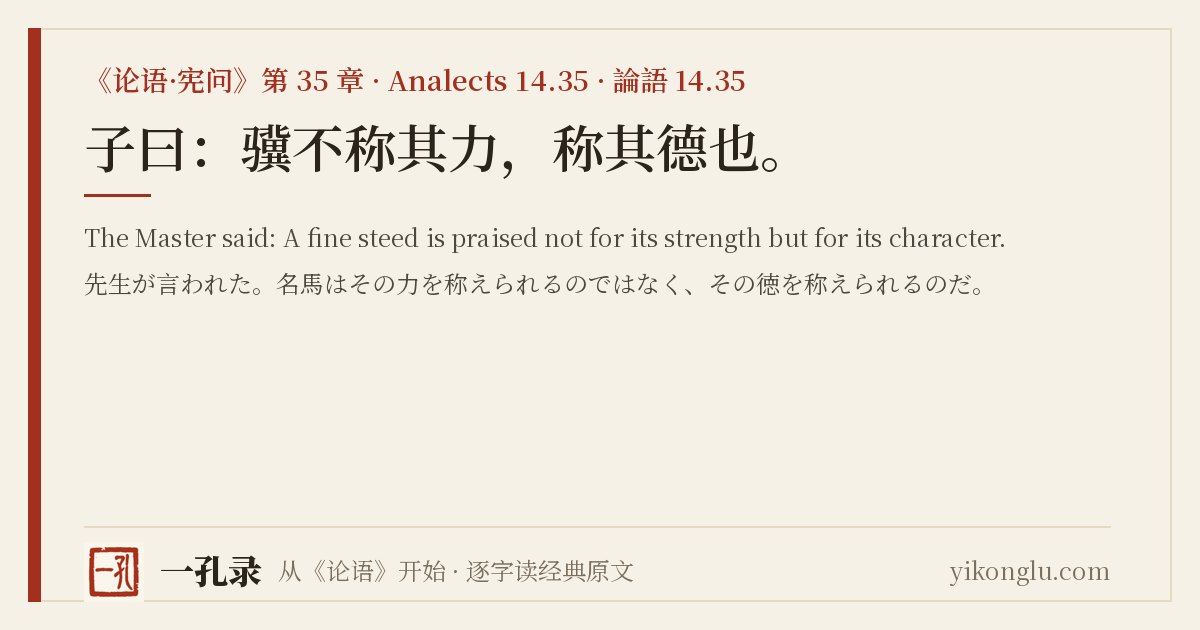 《论语·宪问》第 35 章 · Analects 14.35 · 論語 14.35
子曰：骥不称其力，称其德也。
The Master said: A fine steed is praised not for its strength but for its character.
先生が言われた。名馬はその力を称えられるのではなく、その徳を称えられるのだ。
一孔
一孔录 从《论语》开始 · 逐字读经典原文 yikonglu.com